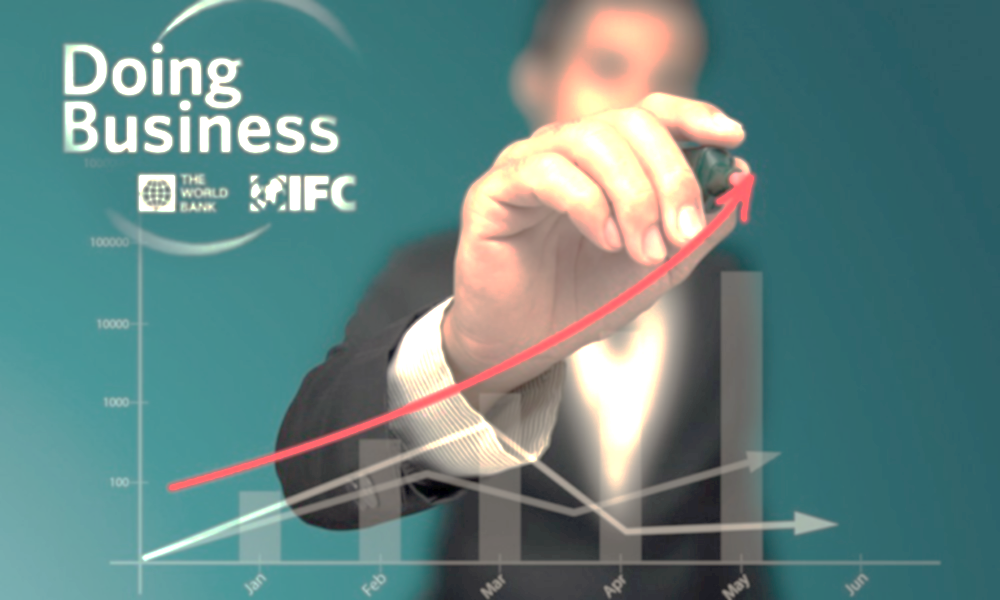 Doing
Business
THE
WORLD
BANK
IFC
100000
10000
1000
100
Jan
Feb
Mar
Apr
May
Jun